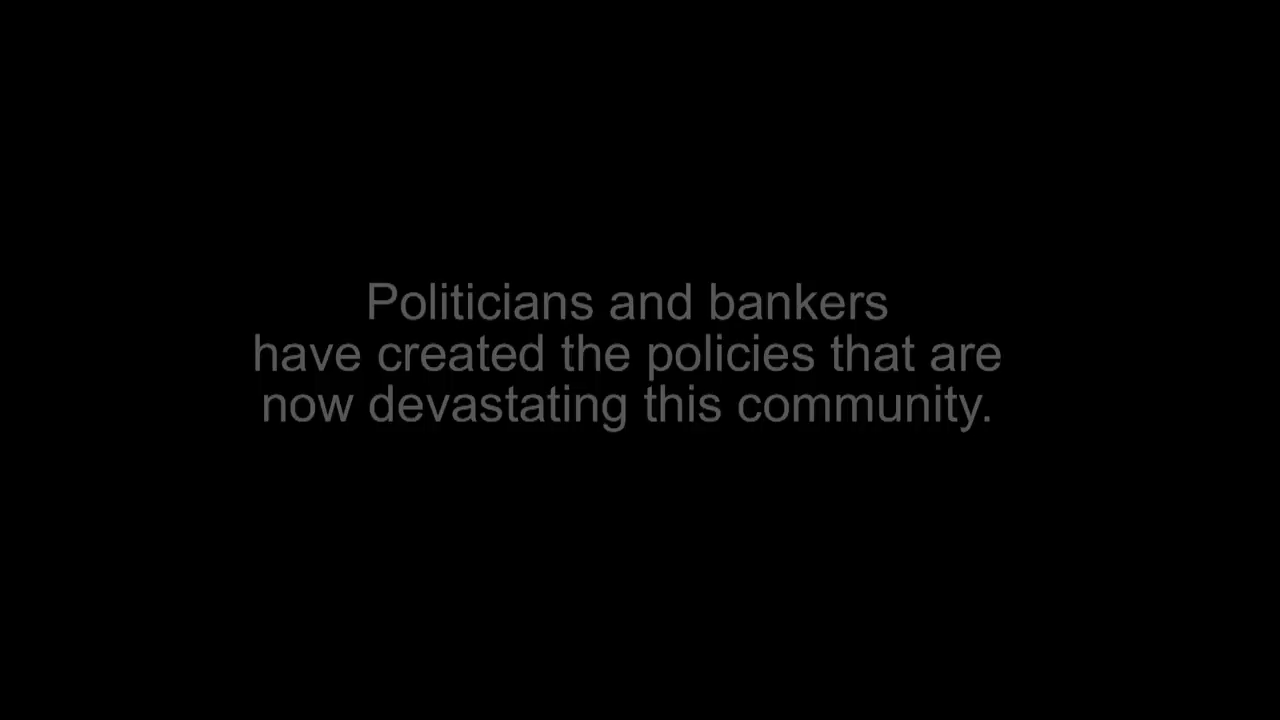 Politicians and bankers
have created the policies that are
now devastating this community.